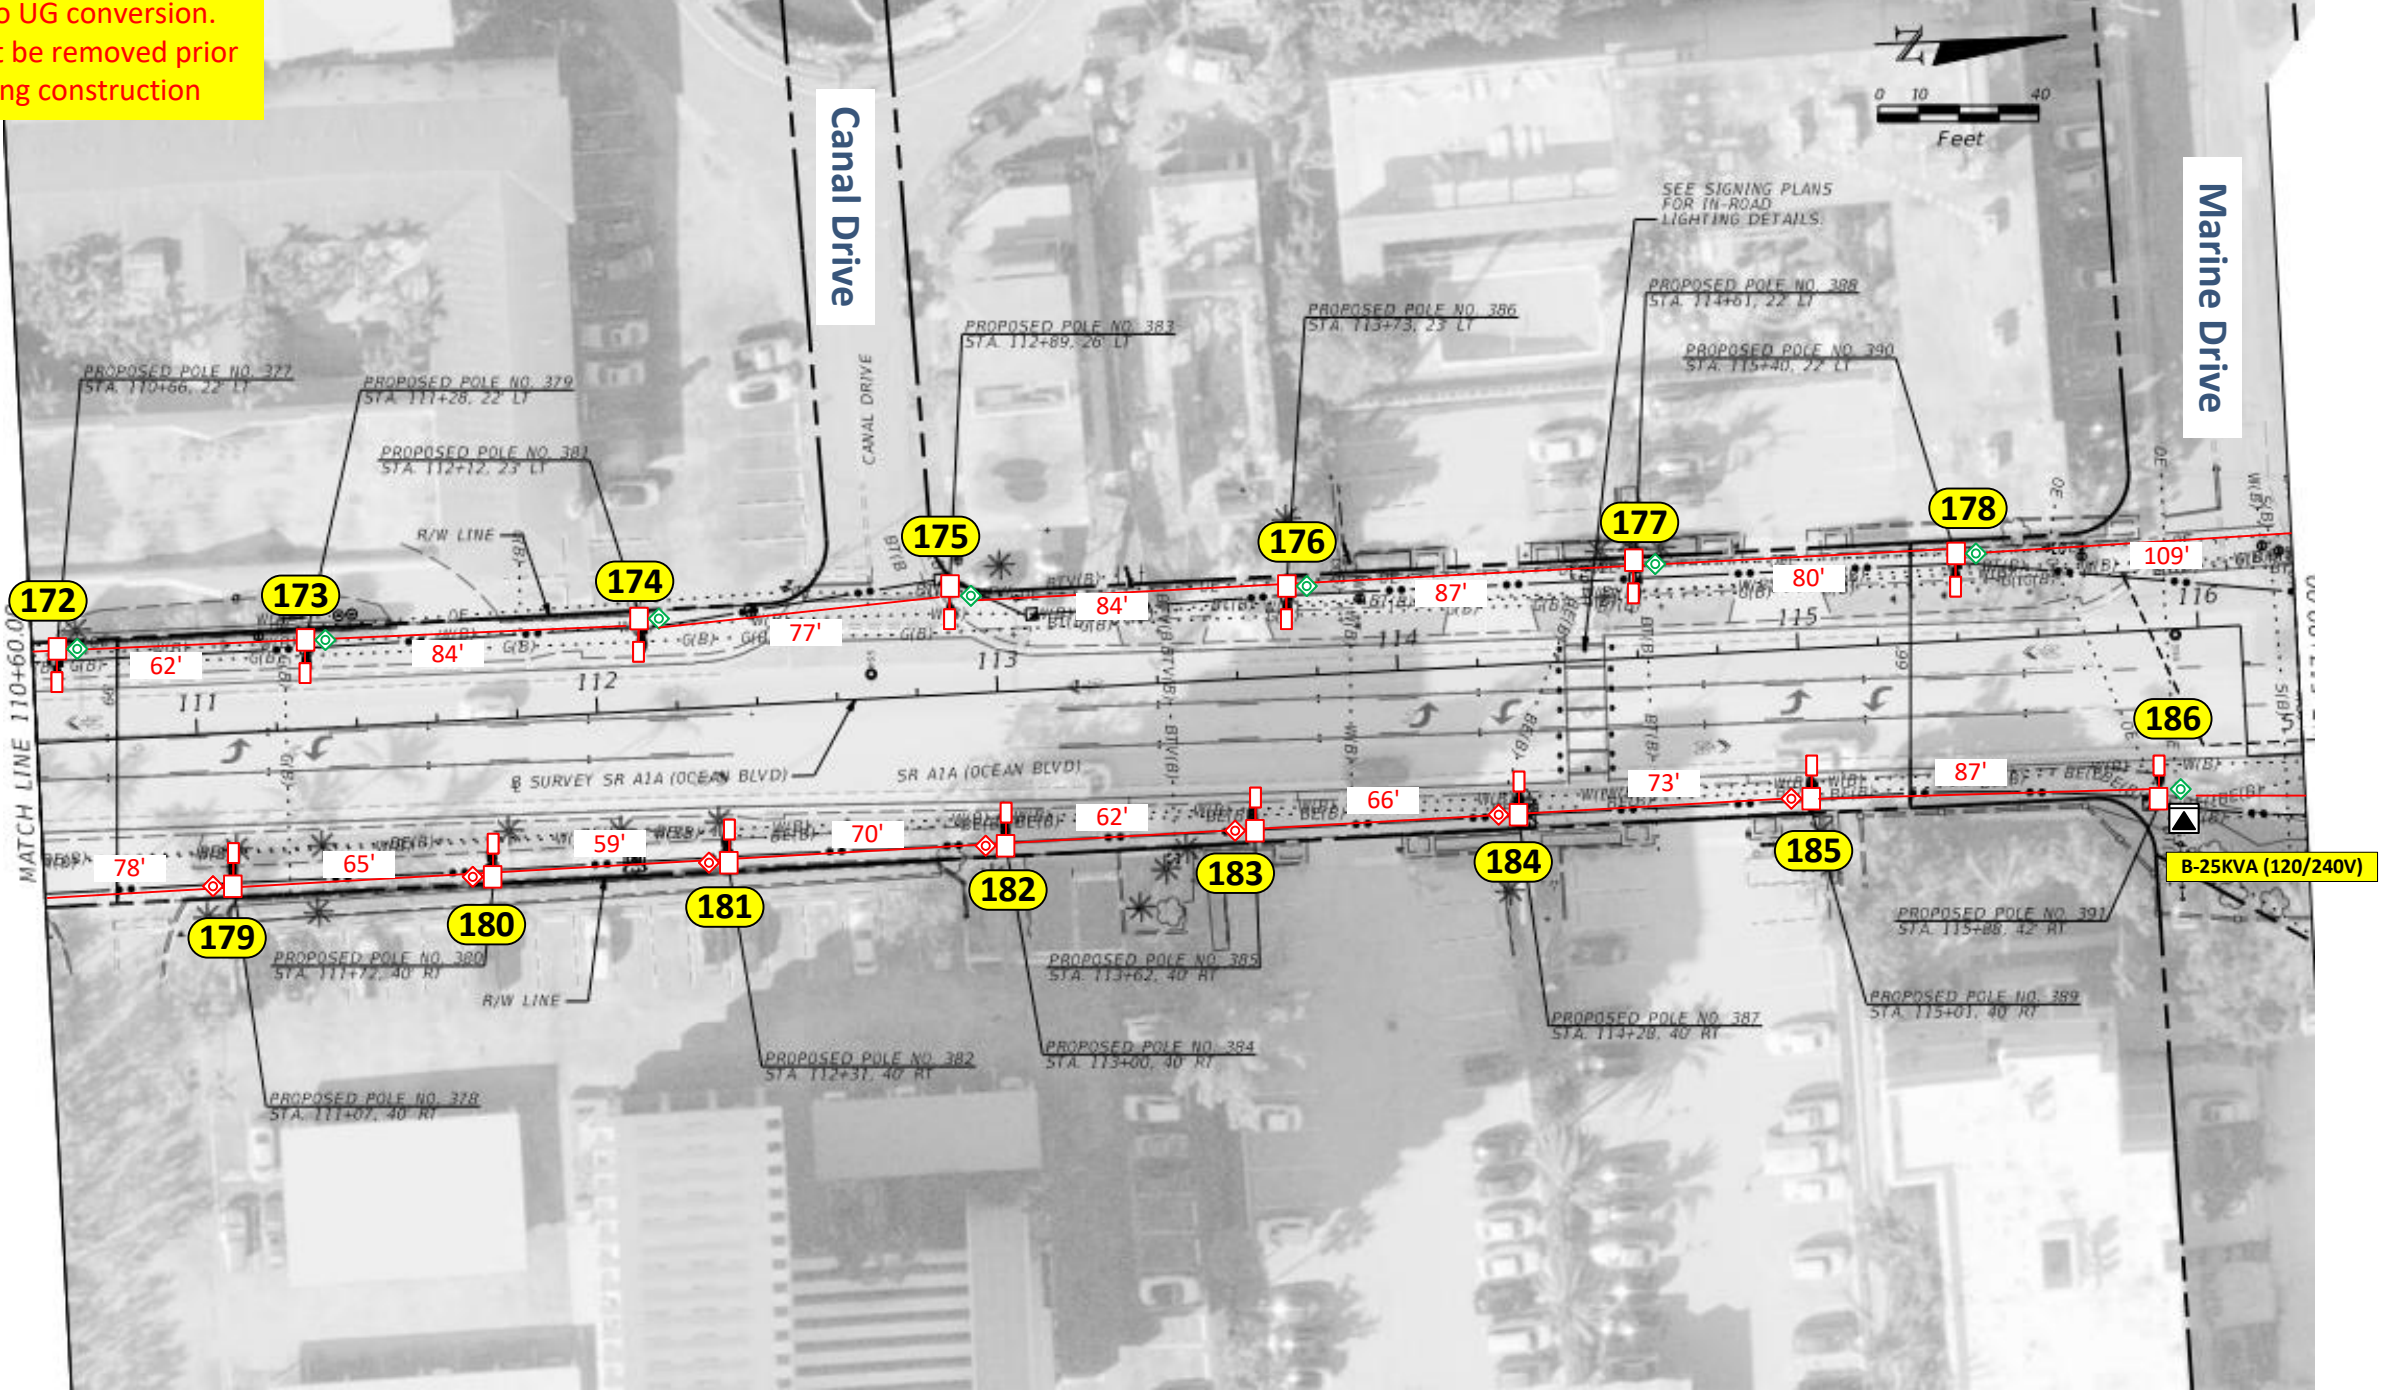 o UG conversion.
t be removed prior
ng construction
Canal Drive
Marine Drive
Z
0 10 40
Feet
SEE SIGNING PLANS
FOR IN-ROAD
LIGHTING DETAILS.
PROPOSED POLE NO. 377
STA. 110+66, 22' LT
PROPOSED POLE NO. 379
STA. 111+28, 22' LT
PROPOSED POLE NO. 381
STA. 112+12, 23' LT
PROPOSED POLE NO. 383
STA. 112+89, 26' LT
PROPOSED POLE NO. 386
STA. 113+73, 23' LT
PROPOSED POLE NO. 388
STA. 114+61, 22' LT
PROPOSED POLE NO. 390
STA. 115+40, 22' LT
CANAL DRIVE
R/W LINE
172
173
174
175
176
177
178
62'
84'
77'
84'
87'
80'
109'
111
112
113
114
115
116
MATCH LINE 110+60.00
B SURVEY SR A1A (OCEAN BLVD)
SR A1A (OCEAN BLVD)
78'
65'
59'
70'
62'
66'
73'
87'
179
180
181
182
183
184
185
186
B-25KVA (120/240V)
PROPOSED POLE NO. 380
STA. 111+72, 40' RT
R/W LINE
PROPOSED POLE NO. 378
STA. 111+07, 40' RT
PROPOSED POLE NO. 382
STA. 112+31, 40' RT
PROPOSED POLE NO. 384
STA. 113+00, 40' RT
PROPOSED POLE NO. 385
STA. 113+62, 40' RT
PROPOSED POLE NO. 387
STA. 114+28, 40' RT
PROPOSED POLE NO. 389
STA. 115+01, 40' RT
PROPOSED POLE NO. 391
STA. 115+88, 42' RT